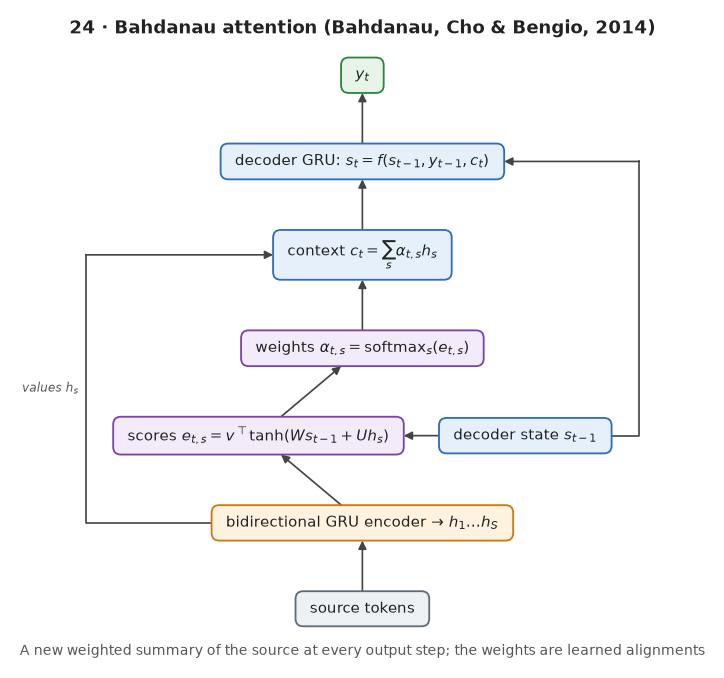 24 · Bahdanau attention (Bahdanau, Cho & Bengio, 2014)
y_t
decoder GRU: s_t = f(s_{t−1}, y_{t−1}, c_t)
context c_t = ∑_s α_{t,s} h_s
weights α_{t,s} = softmax_s(e_{t,s})
values h_s
scores e_{t,s} = v^⊤ tanh(Ws_{t−1} + Uh_s)
decoder state s_{t−1}
bidirectional GRU encoder → h_1...h_S
source tokens
A new weighted summary of the source at every output step; the weights are learned alignments